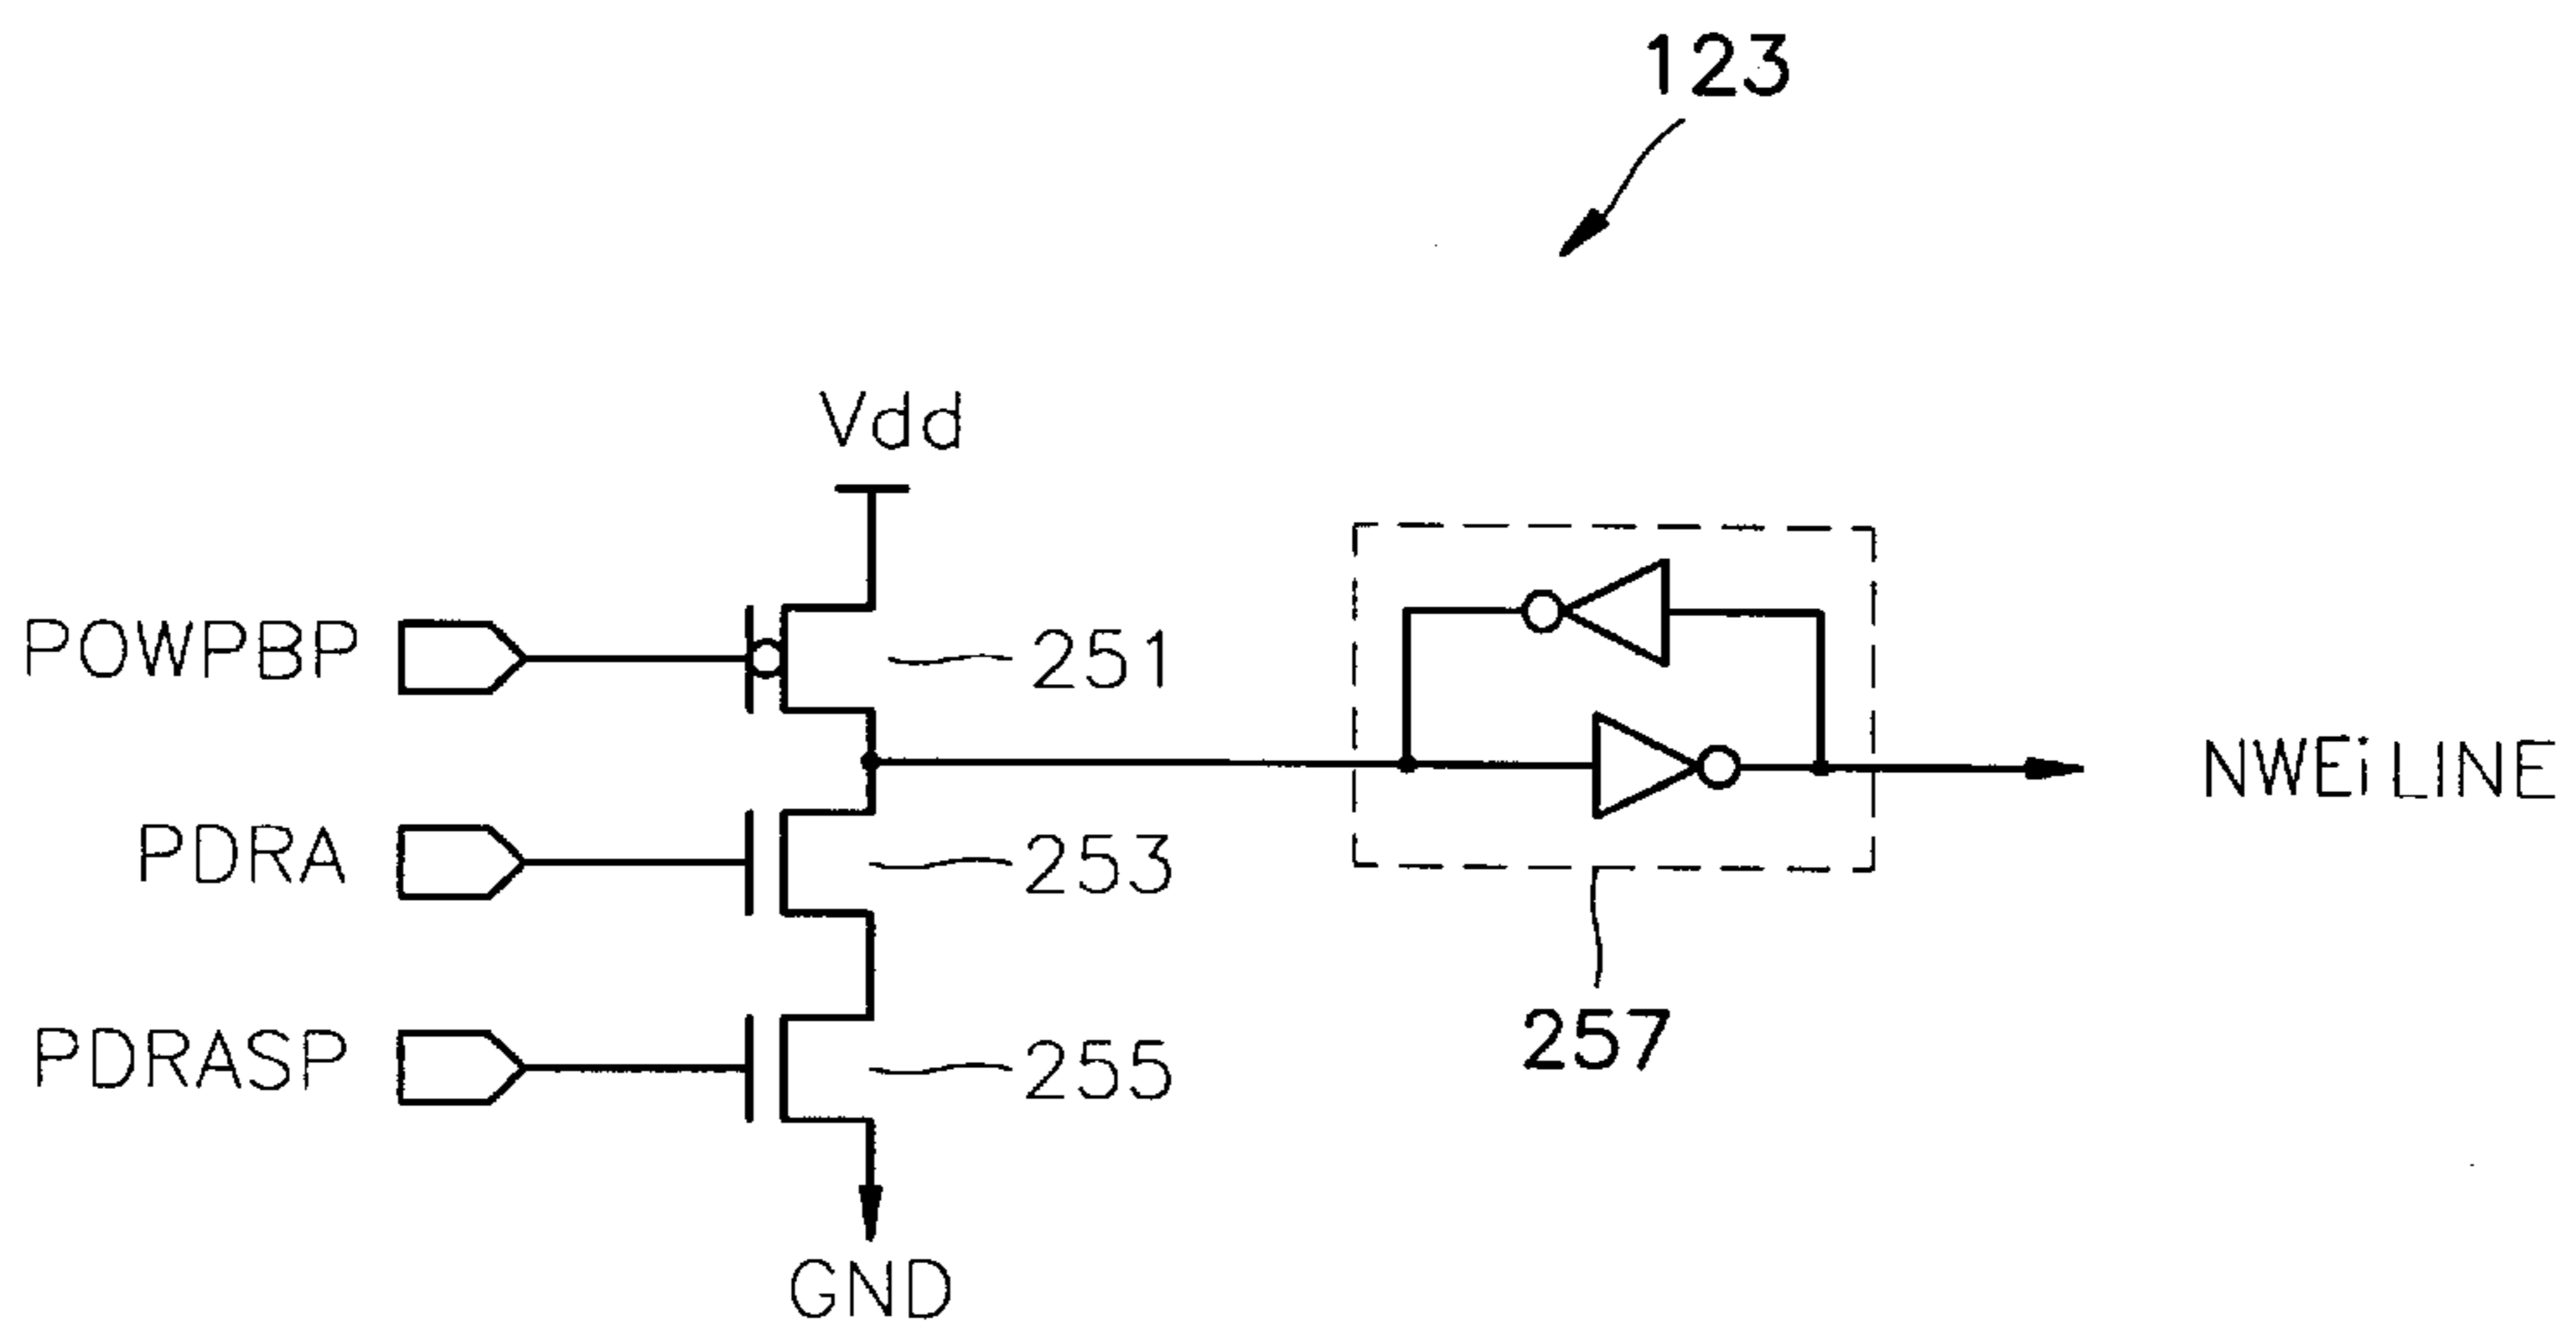 123
Vdd
POWPBP
251
PDRA
253
NWEi LINE
PDRASP
255
257
GND